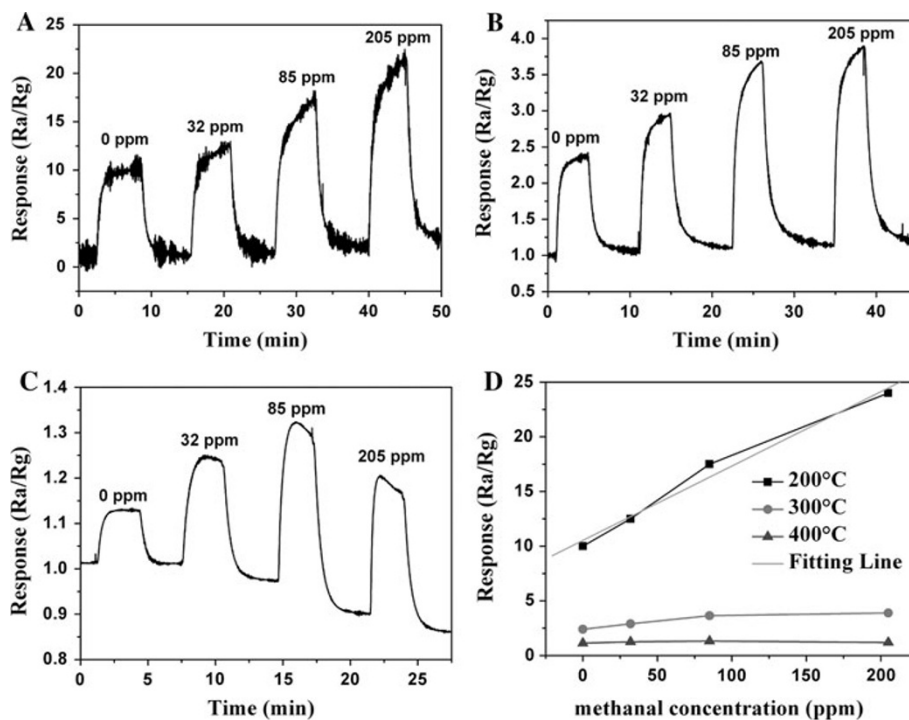 A
25
20
15
10
5
0
Response (Ra/Rg)
0 ppm
32 ppm
85 ppm
205 ppm
0 10 20 30 40 50
Time (min)
B
4.0
3.5
3.0
2.5
2.0
1.5
1.0
0.5
Response (Ra/Rg)
0 ppm
32 ppm
85 ppm
205 ppm
0 10 20 30 40
Time (min)
C
1.4
1.3
1.2
1.1
1.0
0.9
0.8
Response (Ra/Rg)
0 ppm
32 ppm
85 ppm
205 ppm
0 5 10 15 20 25
Time (min)
D
25
20
15
10
5
0
Response (Ra/Rg)
200°C
300°C
400°C
Fitting Line
0 50 100 150 200
methanal concentration (ppm)